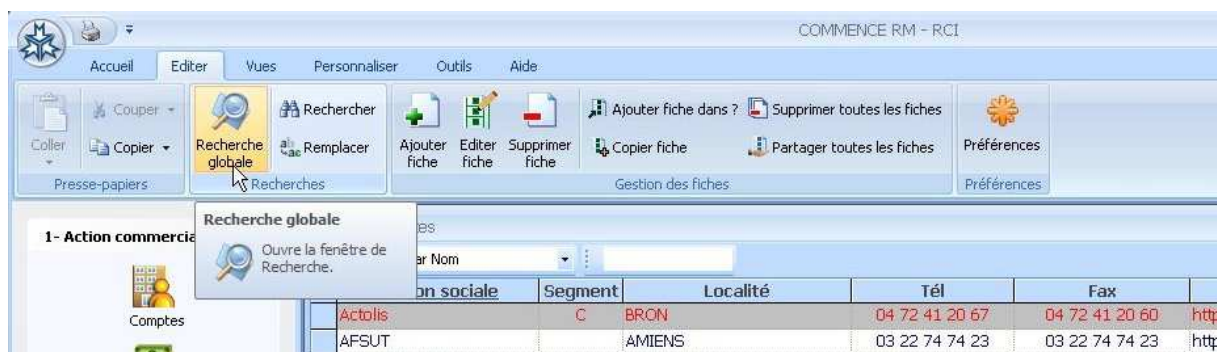 COMMENCE RM - RCI
Accueil Editer Vues Personnaliser Outils Aide
Couper Rechercher Ajouter fiche dans ? Supprimer toutes les fiches
Coller Copier Recherche globale Remplacer Ajouter fiche Editer fiche Supprimer fiche Copier fiche Partager toutes les fiches Préférences
Presse-papiers Recherches Gestion des fiches Préférences
1- Action commercia
Recherche globale
Ouvre la fenêtre de
Recherche.
es
ar Nom
on sociale Segment Localité Tél Fax
Comptes
Actolis C BRON 04 72 41 20 67 04 72 41 20 60 http
AFSUT AMIENS 03 22 74 74 23 03 22 74 74 23 http